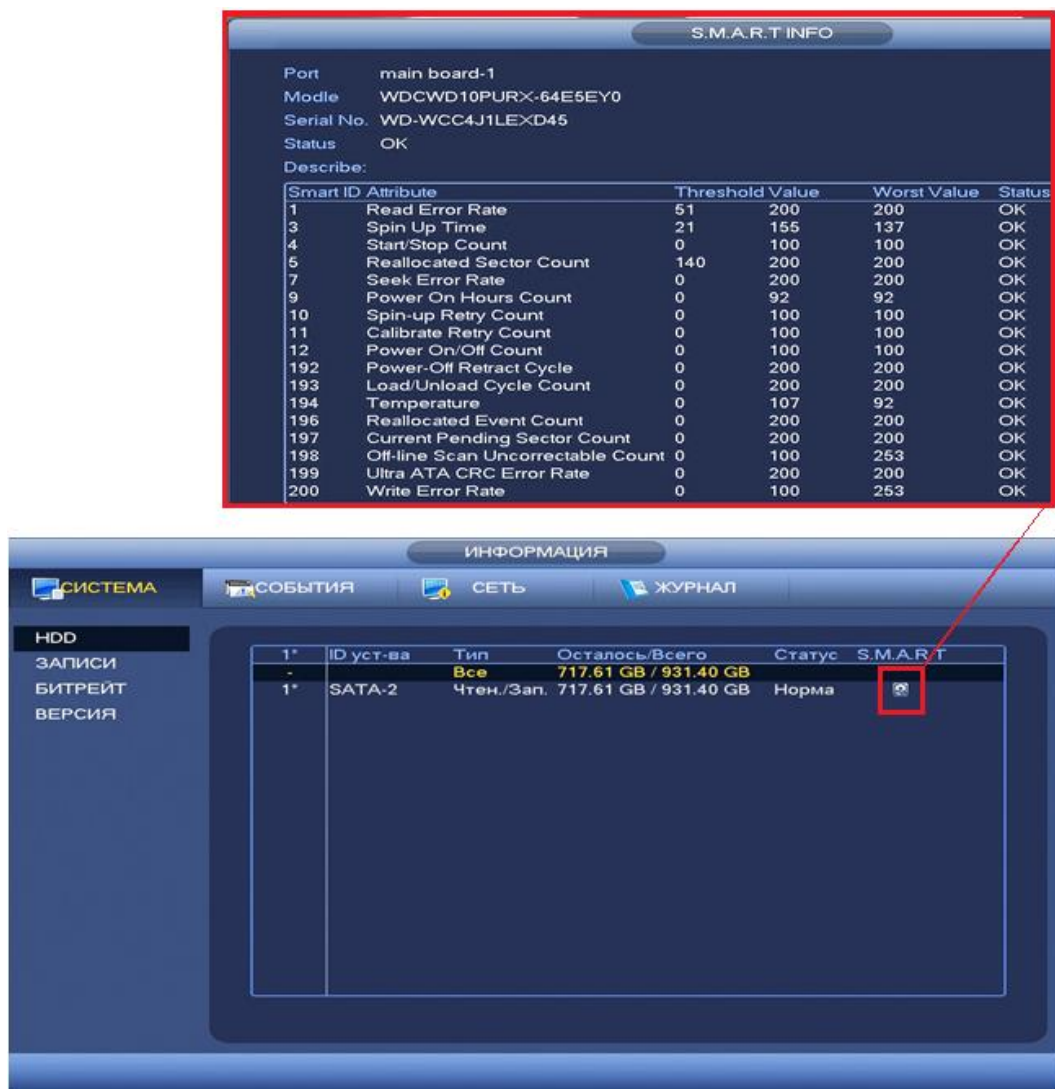 S.M.A.R.T INFO
Port main board-1
Modle WDCWD10PURX-64E5EY0
Serial No. WD-WCC4J1LEXD45
Status OK
Describe:
Smart ID Attribute Threshold Value Worst Value Status
1 Read Error Rate 51 200 200 OK
3 Spin Up Time 21 155 137 OK
4 Start/Stop Count 0 100 100 OK
5 Reallocated Sector Count 140 200 200 OK
7 Seek Error Rate 0 200 200 OK
9 Power On Hours Count 0 92 92 OK
10 Spin-up Retry Count 0 100 100 OK
11 Calibrate Retry Count 0 100 100 OK
12 Power On/Off Count 0 100 100 OK
192 Power-Off Retract Cycle 0 200 200 OK
193 Load/Unload Cycle Count 0 200 200 OK
194 Temperature 0 107 92 OK
196 Reallocated Event Count 0 200 200 OK
197 Current Pending Sector Count 0 200 200 OK
198 Off-line Scan Uncorrectable Count 0 100 253 OK
199 Ultra ATA CRC Error Rate 0 200 200 OK
200 Write Error Rate 0 100 253 OK
ИНФОРМАЦИЯ
СИСТЕМА СОБЫТИЯ СЕТЬ ЖУРНАЛ
HDD
ЗАПИСИ
БИТРЕЙТ
ВЕРСИЯ
1* ID уст-ва Тип Осталось/Всего Статус S.M.A.R.T
- Все 717.61 GB / 931.40 GB
1* SATA-2 Чтен./Зап. 717.61 GB / 931.40 GB Норма